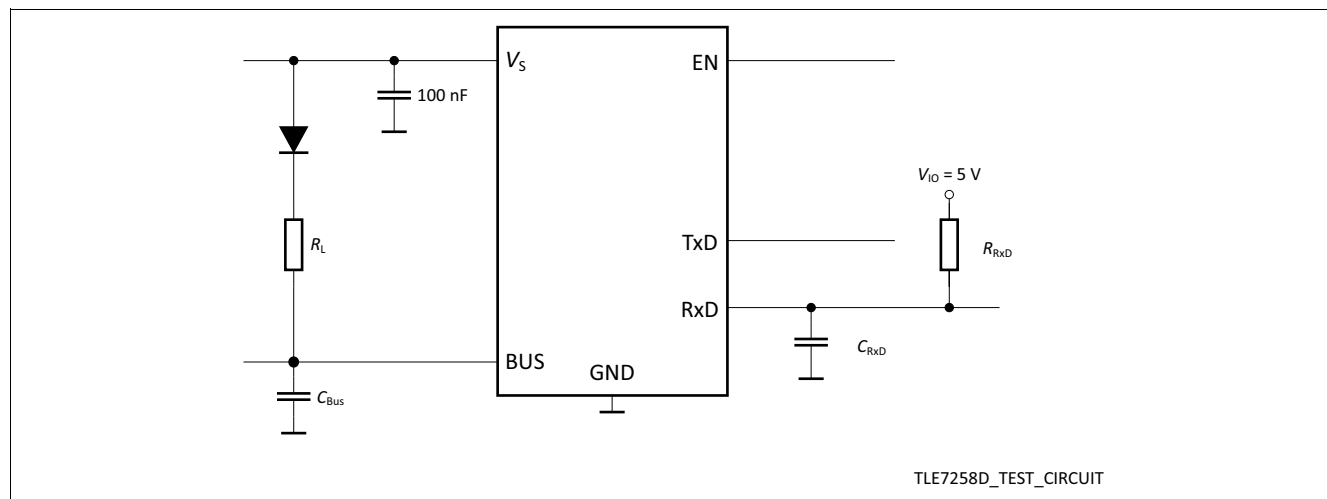 VS
EN
100 nF
VIO = 5 V
RL
TxD
RRxD
RxD
CRxD
BUS
GND
CBus
TLE7258D_TEST_CIRCUIT